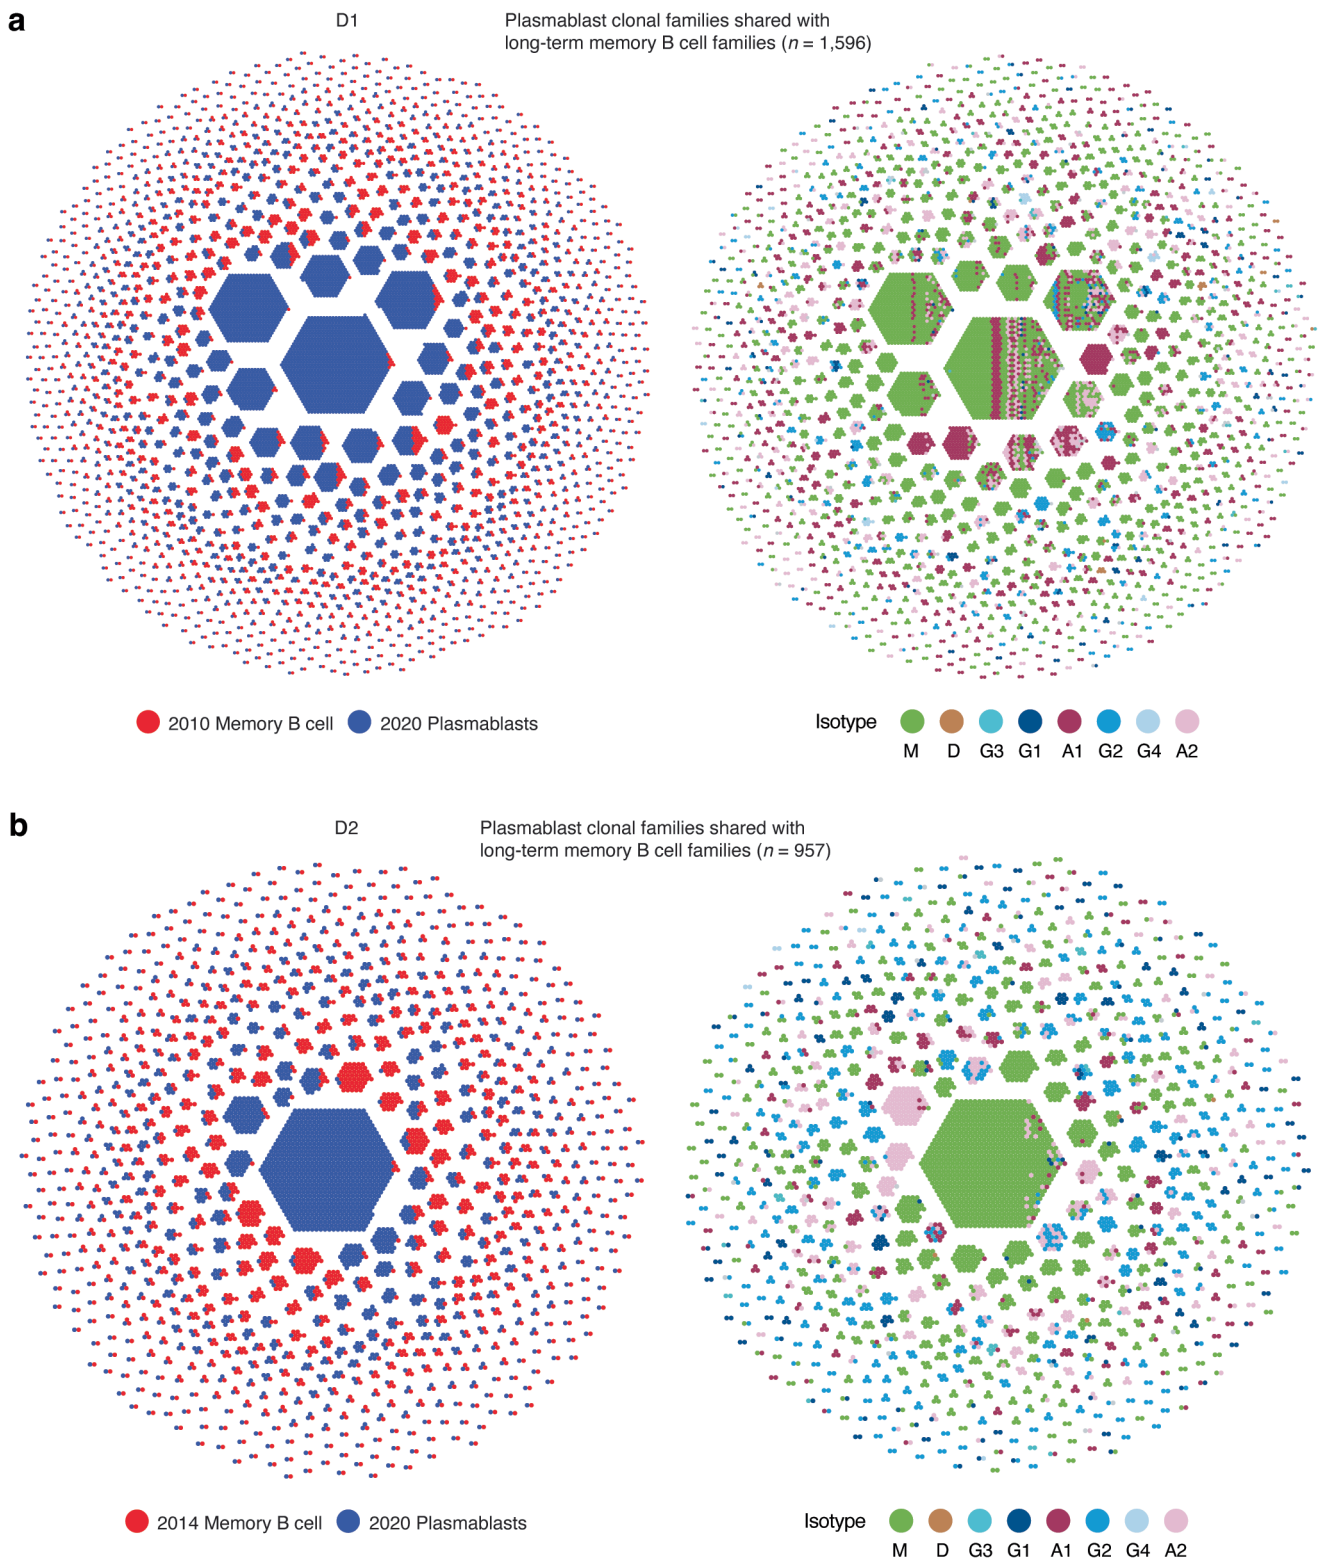 a
D1
Plasmablast clonal families shared with
long-term memory B cell families (n = 1,596)
2010 Memory B cell
2020 Plasmablasts
Isotype
M D G3 G1 A1 G2 G4 A2
b
D2
Plasmablast clonal families shared with
long-term memory B cell families (n = 957)
2014 Memory B cell
2020 Plasmablasts
Isotype
M D G3 G1 A1 G2 G4 A2